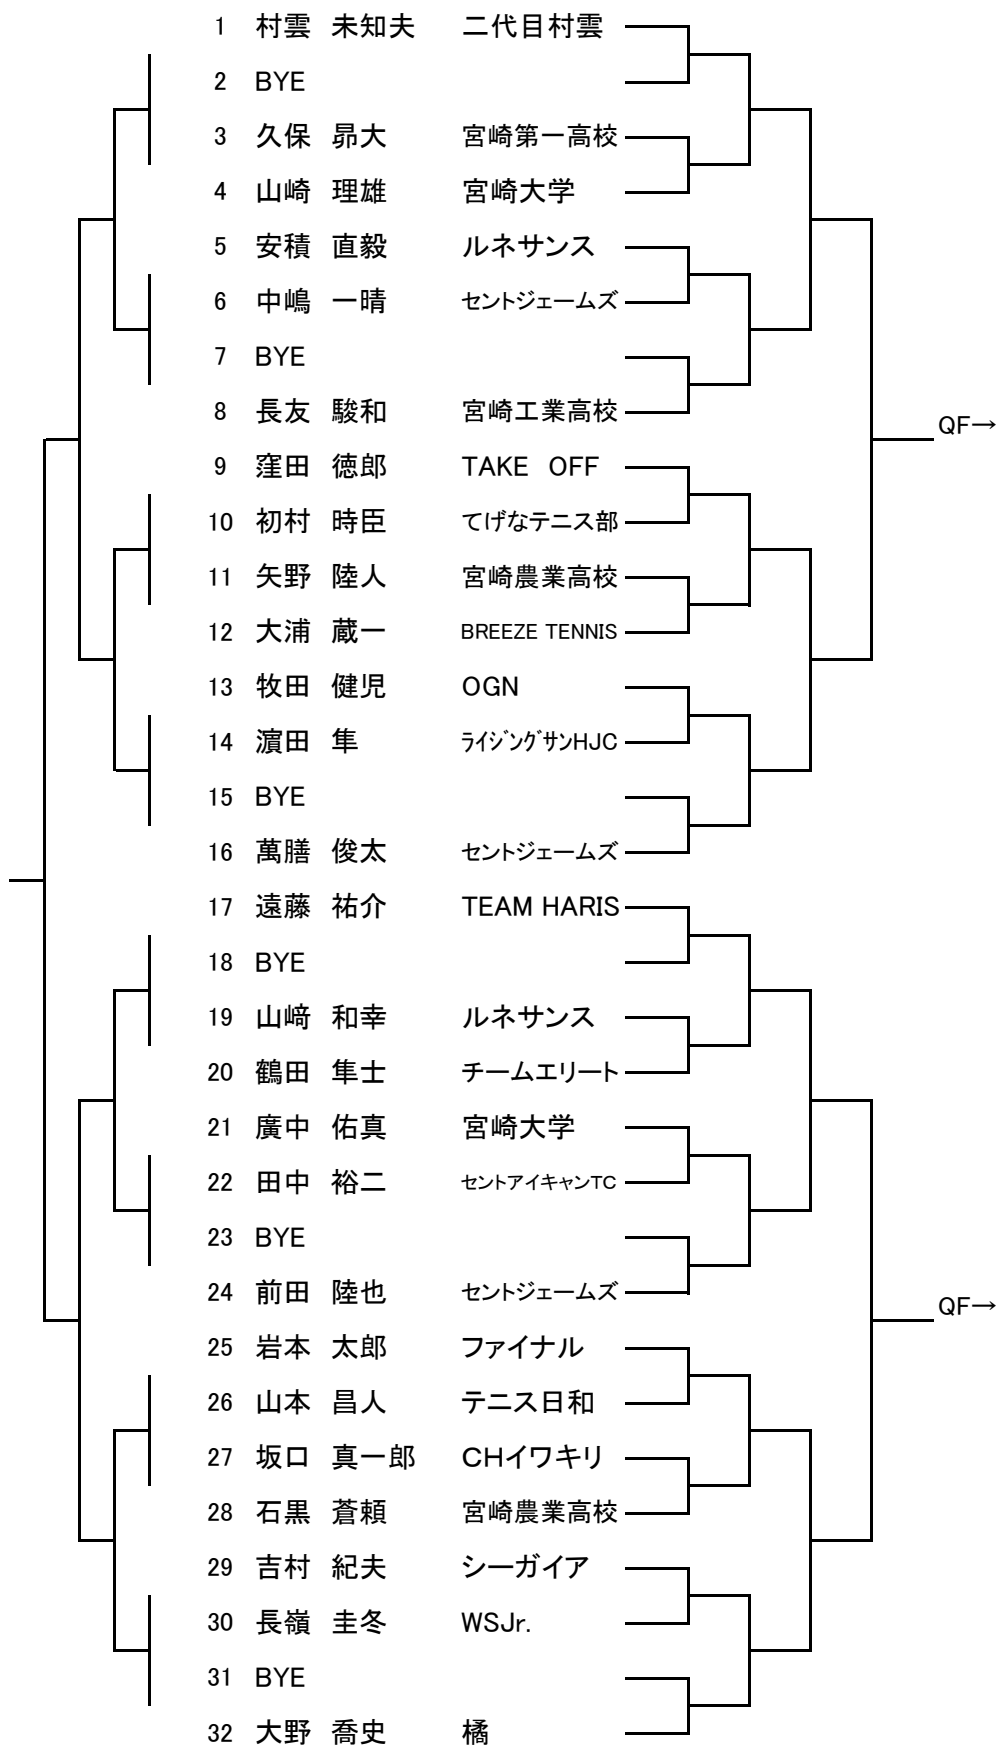 1 村雲 未知夫 二代目村雲
2 BYE
3 久保 昴大 宮崎第一高校
4 山崎 理雄 宮崎大学
5 安積 直毅 ルネサンス
6 中嶋 一晴 セントジェームズ
7 BYE
8 長友 駿和 宮崎工業高校
QF→
9 窪田 徳郎 TAKE OFF
10 初村 時臣 てげなテニス部
11 矢野 陸人 宮崎農業高校
12 大浦 蔵一 BREEZE TENNIS
13 牧田 健児 OGN
14 濵田 隼 ﾗｲｼﾞﾝｸﾞｻﾝHJC
15 BYE
16 萬膳 俊太 セントジェームズ
17 遠藤 祐介 TEAM HARIS
18 BYE
19 山﨑 和幸 ルネサンス
20 鶴田 隼士 チームエリート
21 廣中 佑真 宮崎大学
22 田中 裕二 セントアイキャンTC
23 BYE
24 前田 陸也 セントジェームズ
QF→
25 岩本 太郎 ファイナル
26 山本 昌人 テニス日和
27 坂口 真一郎 CHイワキリ
28 石黒 蒼頼 宮崎農業高校
29 吉村 紀夫 シーガイア
30 長嶺 圭冬 WSJr.
31 BYE
32 大野 喬史 橘